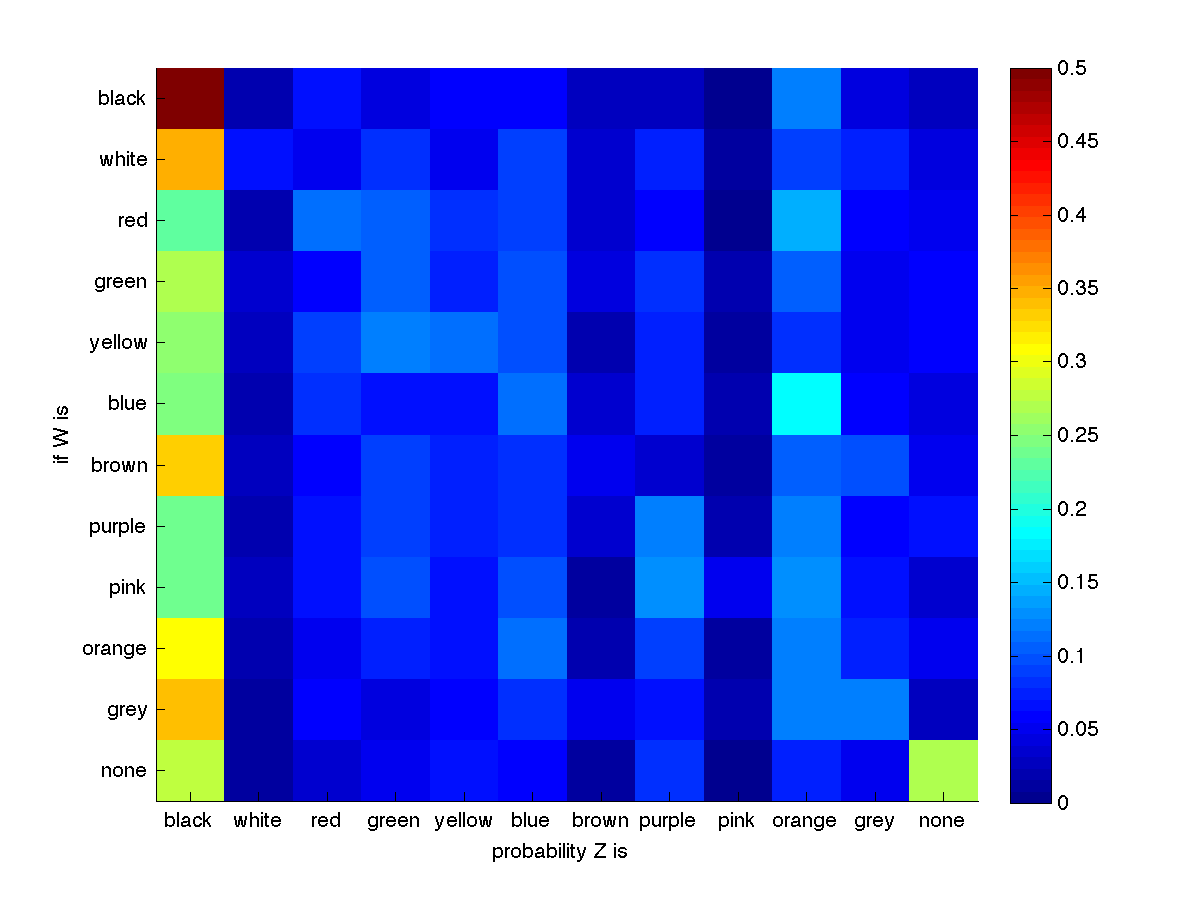 black
white
red
green
yellow
blue
brown
purple
pink
orange
grey
none
if W is
black white red green yellow blue brown purple pink orange grey none
probability Z is
0.5
0.45
0.4
0.35
0.3
0.25
0.2
0.15
0.1
0.05
0